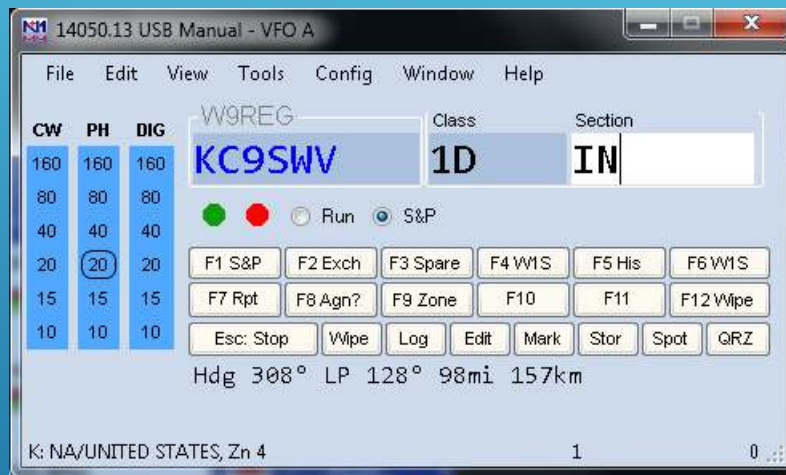 N1MM 14050.13 USB Manual - VFO A
File Edit View Tools Config Window Help
CW PH DIG
W9REG Class Section
KC9SWV 1D IN
160 160 160
80 80 80
40 40 40
20 20 20
15 15 15
10 10 10
Run S&P
F1 S&P F2 Exch F3 Spare F4 W1S F5 His F6 W1S
F7 Rpt F8 Agn? F9 Zone F10 F11 F12 Wipe
Esc: Stop Wipe Log Edit Mark Stor Spot QRZ
Hdg 308° LP 128° 98mi 157km
K: NA/UNITED STATES, Zn 4 1 0